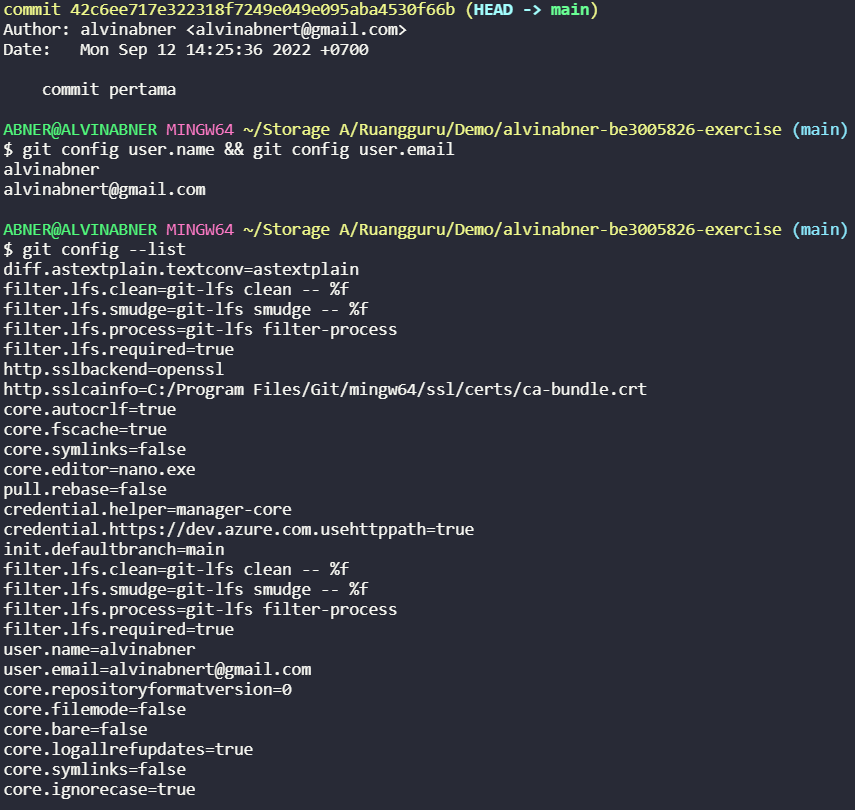 commit 42c6ee717e322318f7249e049e095aba4530f66b (HEAD -> main)
Author: alvinabner <alvinabnert@gmail.com>
Date:   Mon Sep 12 14:25:36 2022 +0700
    commit pertama
ABNER@ALVINABNER MINGW64 ~/Storage A/Ruangguru/Demo/alvinabner-be3005826-exercise (main)
$ git config user.name && git config user.email
alvinabner
alvinabnert@gmail.com
ABNER@ALVINABNER MINGW64 ~/Storage A/Ruangguru/Demo/alvinabner-be3005826-exercise (main)
$ git config --list
diff.astextplain.textconv=astextplain
filter.lfs.clean=git-lfs clean -- %f
filter.lfs.smudge=git-lfs smudge -- %f
filter.lfs.process=git-lfs filter-process
filter.lfs.required=true
http.sslbackend=openssl
http.sslcainfo=C:/Program Files/Git/mingw64/ssl/certs/ca-bundle.crt
core.autocrlf=true
core.fscache=true
core.symlinks=false
core.editor=nano.exe
pull.rebase=false
credential.helper=manager-core
credential.https://dev.azure.com.usehttppath=true
init.defaultbranch=main
filter.lfs.clean=git-lfs clean -- %f
filter.lfs.smudge=git-lfs smudge -- %f
filter.lfs.process=git-lfs filter-process
filter.lfs.required=true
user.name=alvinabner
user.email=alvinabnert@gmail.com
core.repositoryformatversion=0
core.filemode=false
core.bare=false
core.logallrefupdates=true
core.symlinks=false
core.ignorecase=true